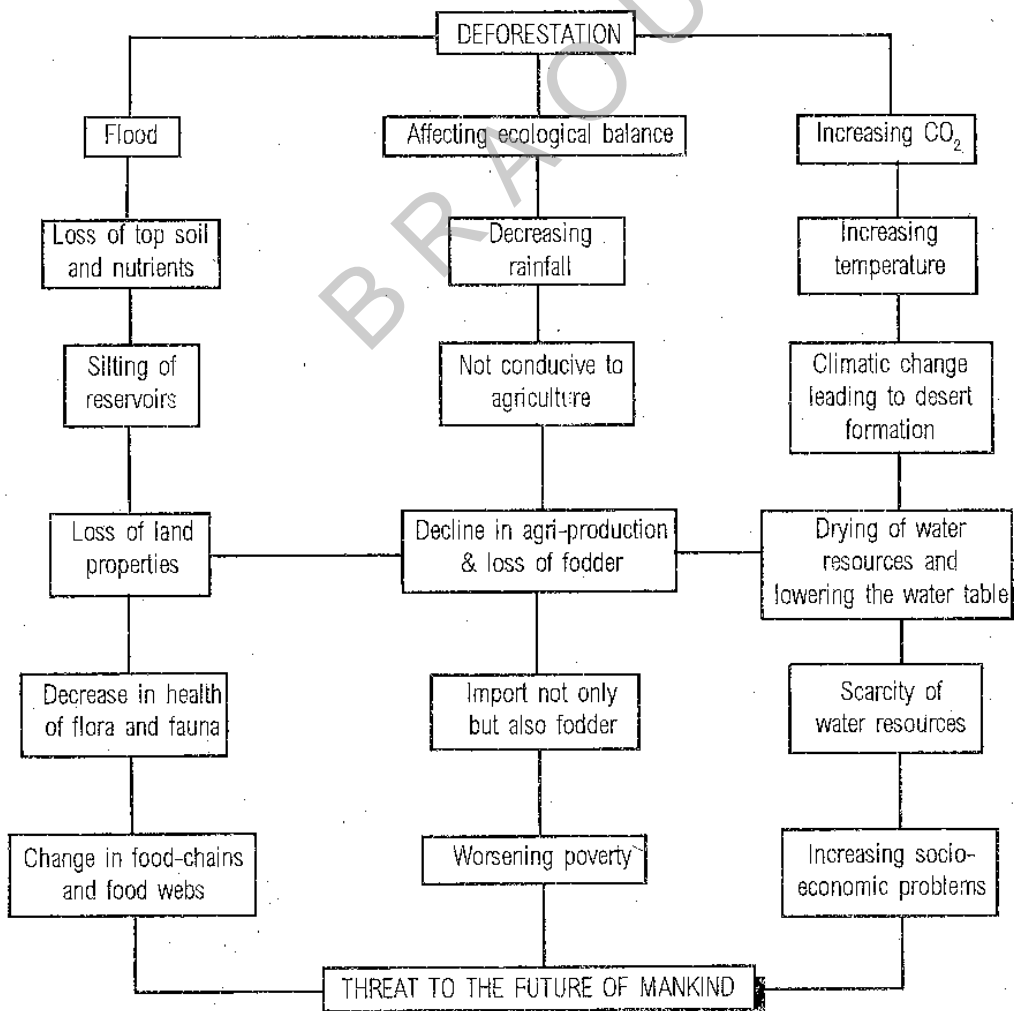 DEFORESTATION
Flood
Affecting ecological balance
Increasing CO₂
Loss of top soil
and nutrients
Decreasing
rainfall
Increasing
temperature
Silting of
reservoirs
Not conducive to
agriculture
Climatic change
leading to desert
formation
Loss of land
properties
Decline in agri-production
& loss of fodder
Drying of water
resources and
lowering the water table
Decrease in health
of flora and fauna
Import not only
but also fodder
Scarcity of
water resources
Change in food-chains
and food webs
Worsening poverty
Increasing socio-
economic problems
THREAT TO THE FUTURE OF MANKIND
B R A O U